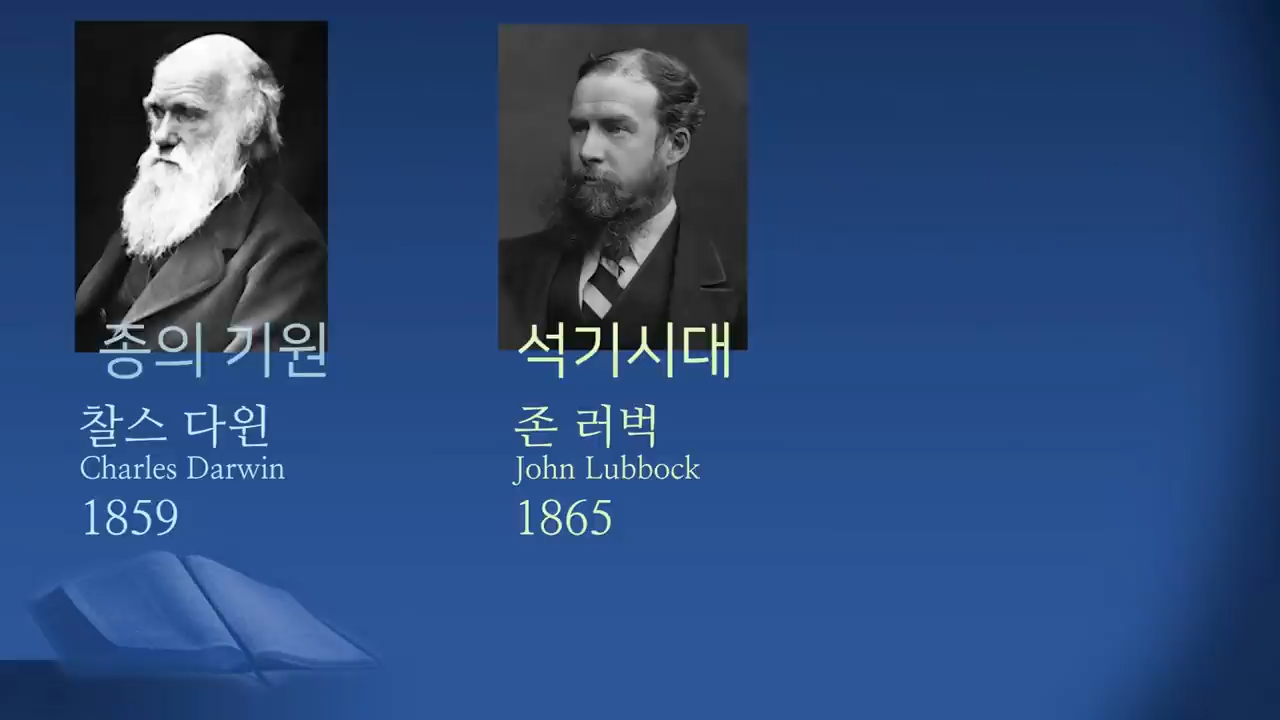 종의 기원
찰스 다윈
Charles Darwin
1859
석기시대
존 러벅
John Lubbock
1865